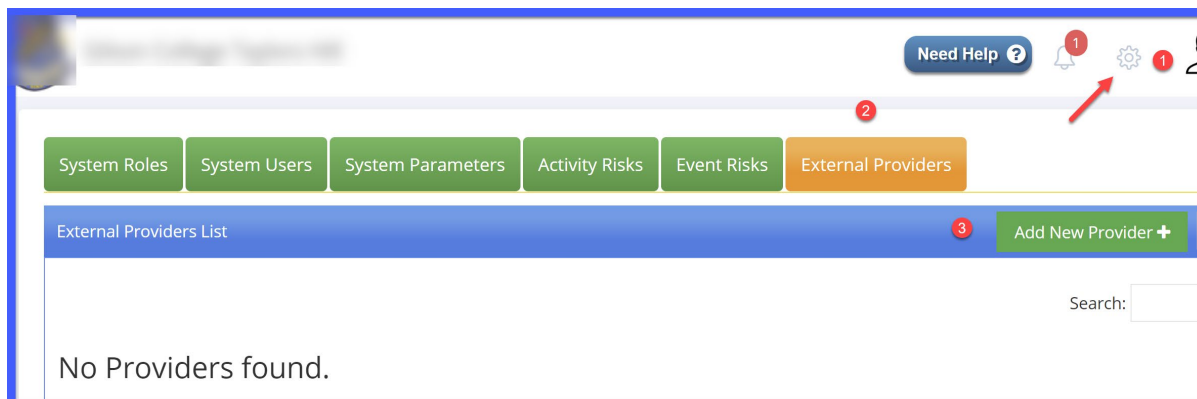 Need Help ?
1
1
2
System Roles System Users System Parameters Activity Risks Event Risks External Providers
External Providers List
3
Add New Provider +
Search:
No Providers found.